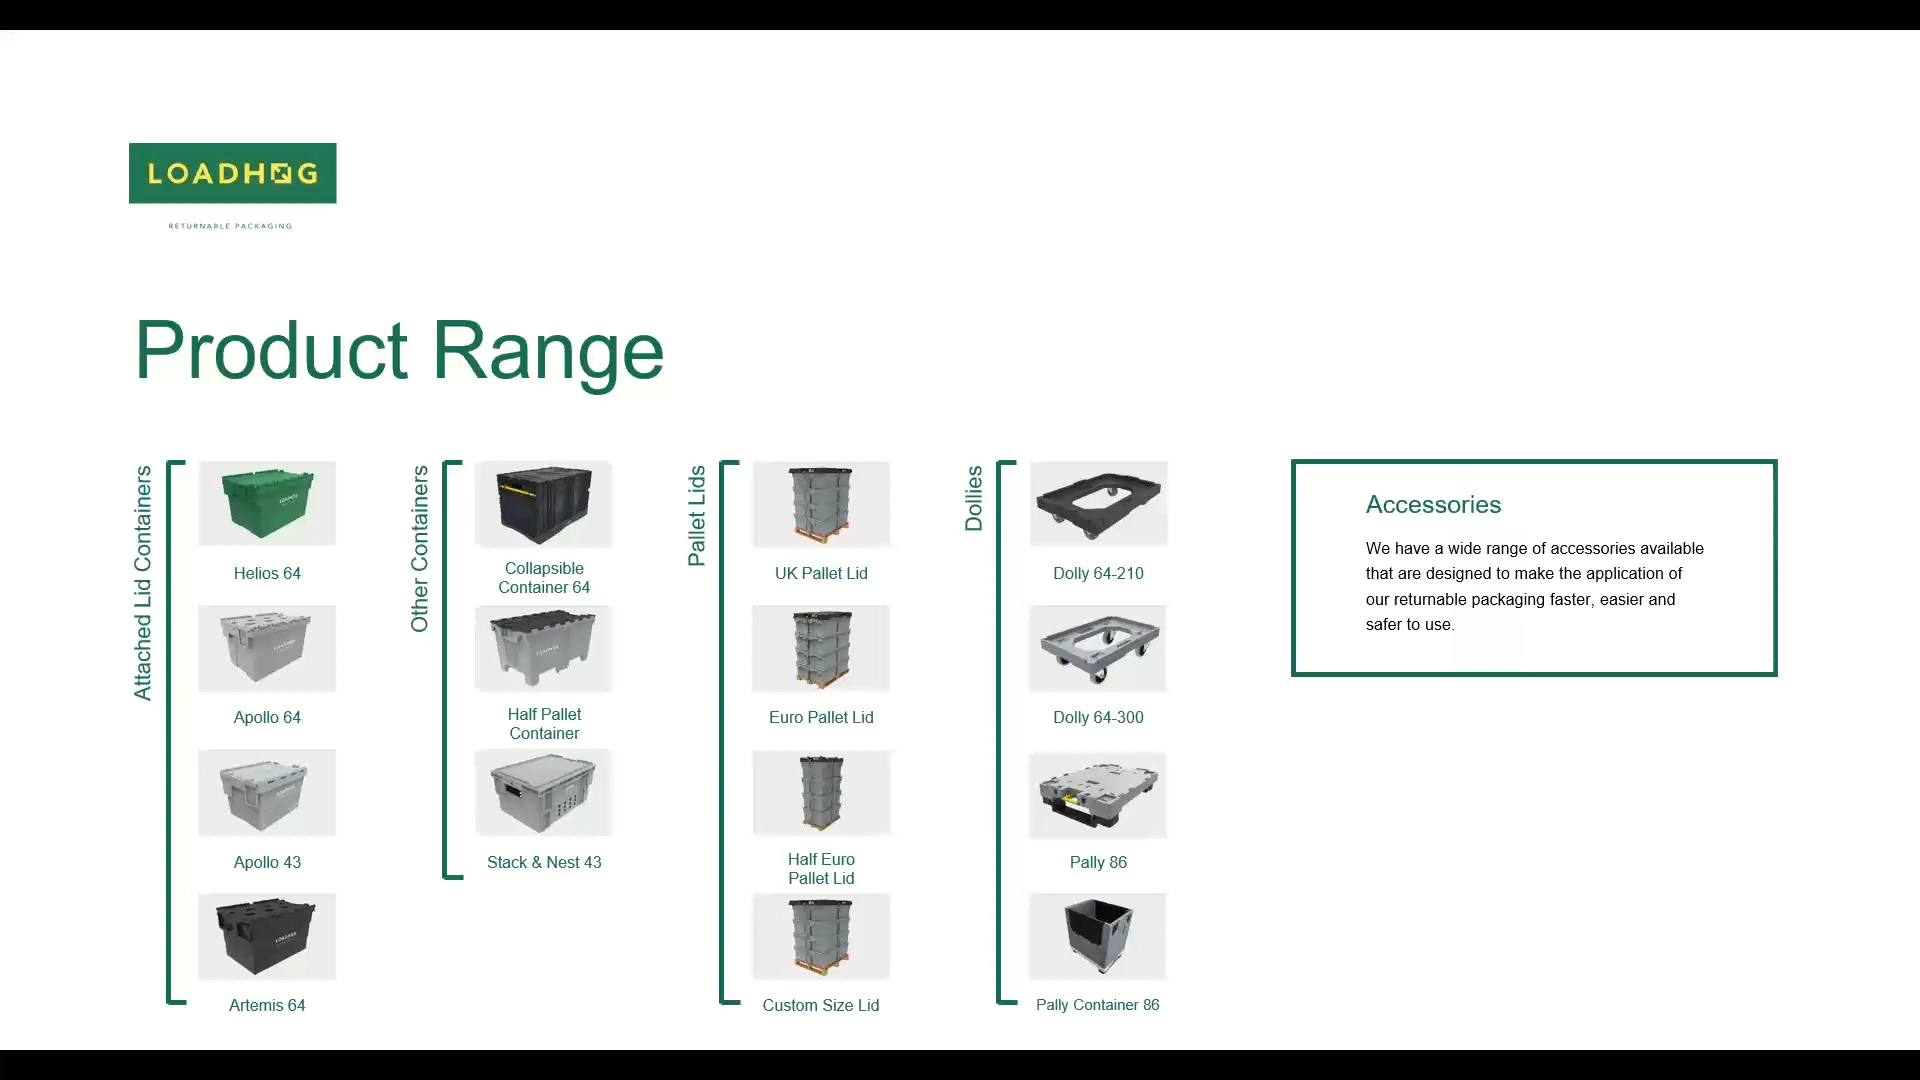 LOADHOG
RETURNABLE PACKAGING
Product Range
Attached Lid Containers
Helios 64
Apollo 64
Apollo 43
Artemis 64
Other Containers
Collapsible
Container 64
Half Pallet
Container
Stack & Nest 43
Pallet Lids
UK Pallet Lid
Euro Pallet Lid
Half Euro
Pallet Lid
Custom Size Lid
Dollies
Dolly 64-210
Dolly 64-300
Pally 86
Pally Container 86
Accessories
We have a wide range of accessories available
that are designed to make the application of
our returnable packaging faster, easier and
safer to use.